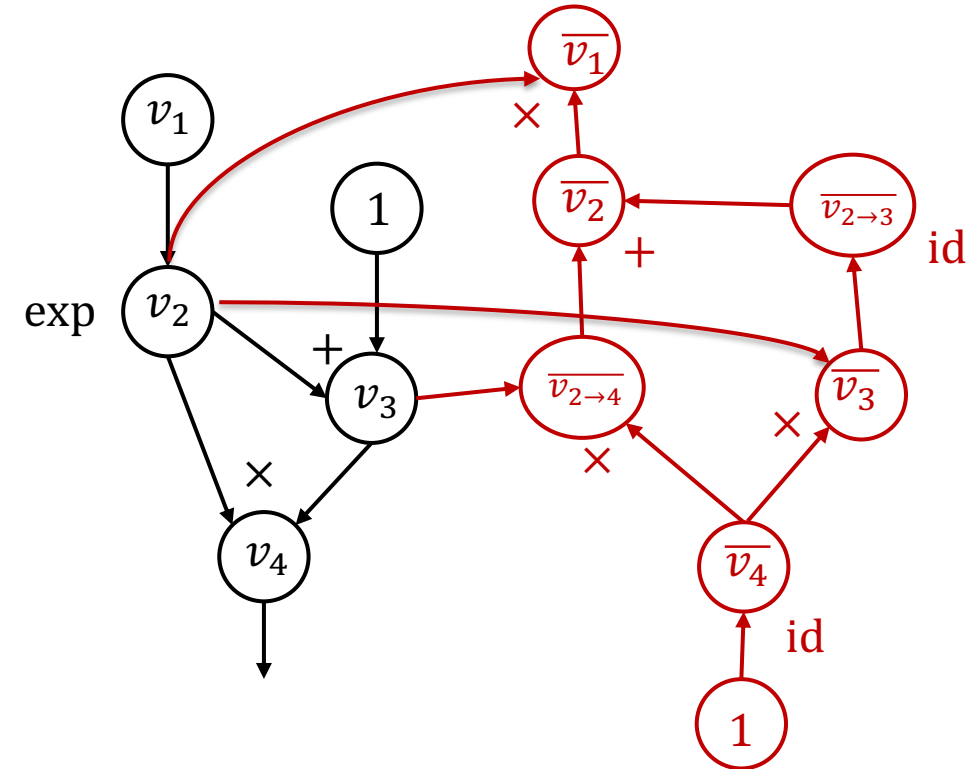 v̅₁
v₁
×
1
v̅₂
v̅₂→₃
id
+
exp
v₂
+
v₃
v̅₂→₄
v̅₃
×
×
×
v₄
v̅₄
id
1